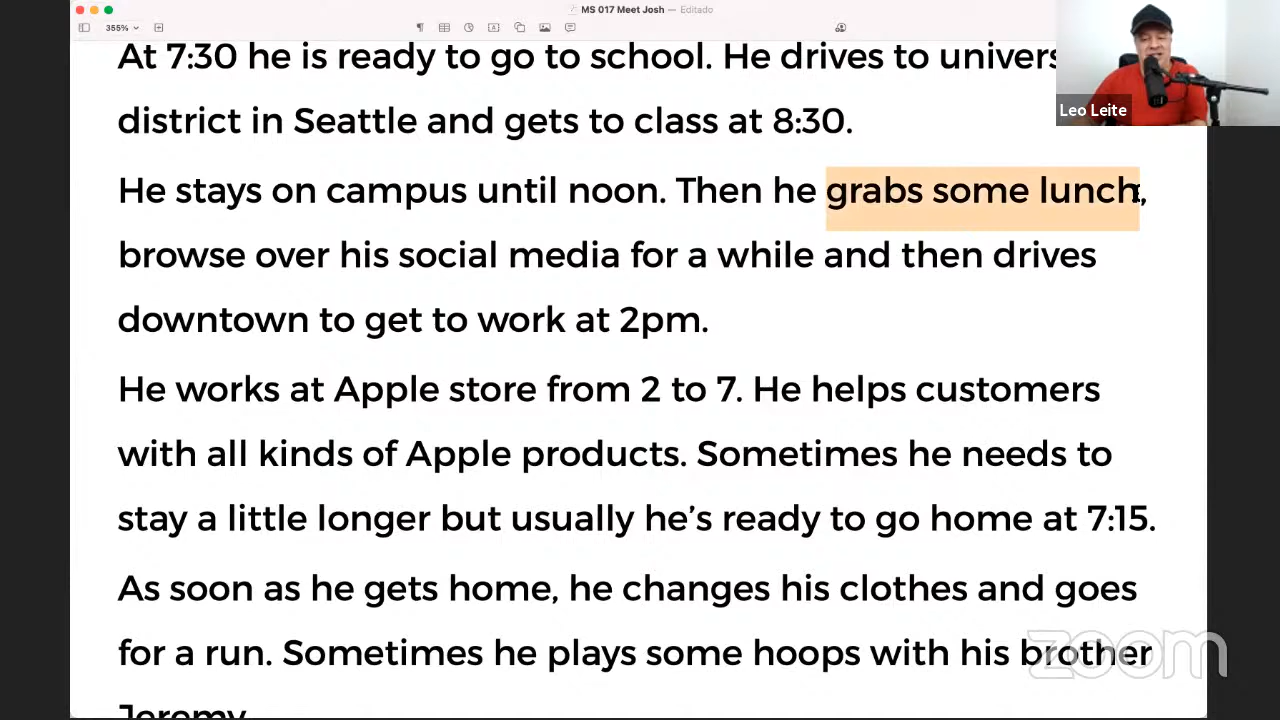 MS 017 Meet Josh — Editado
355%
At 7:30 he is ready to go to school. He drives to
district in Seattle and gets to class at 8:30.
He stays on campus until noon. Then he grabs some lunch,
browse over his social media for a while and then drives
downtown to get to work at 2pm.
He works at Apple store from 2 to 7. He helps customers
with all kinds of Apple products. Sometimes he needs to
stay a little longer but usually he’s ready to go home at 7:15.
As soon as he gets home, he changes his clothes and goes
for a run. Sometimes he plays some hoops with his brother
Jeremy
Leo Leite
zoom